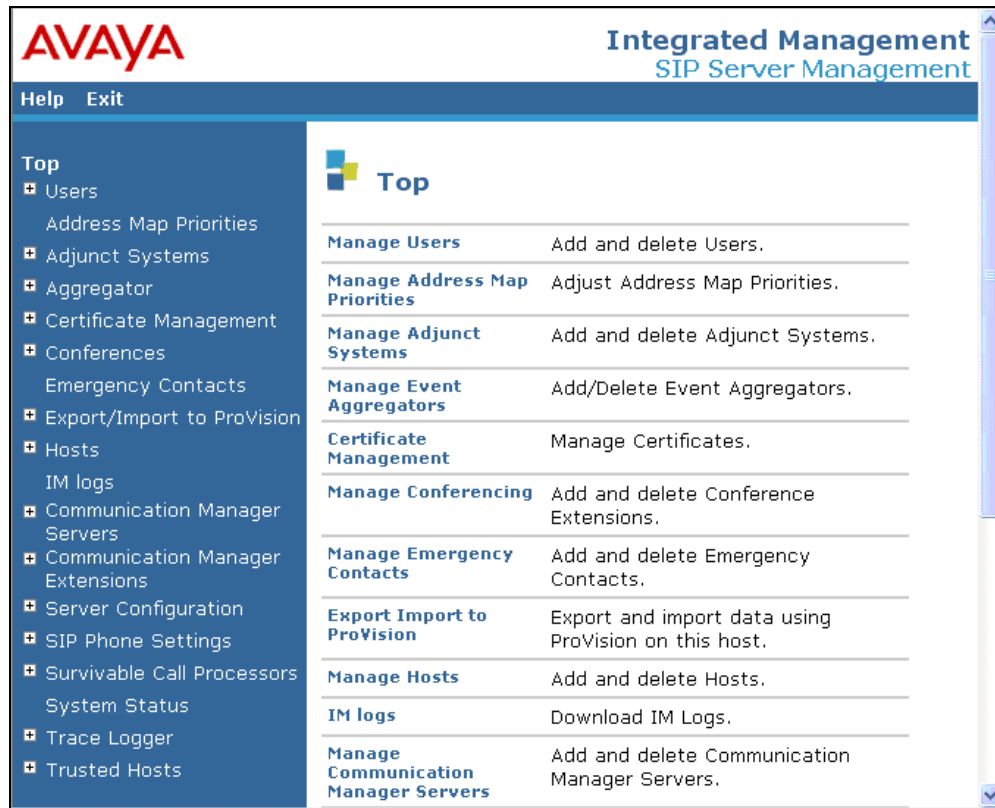 AVAYA
Integrated Management
SIP Server Management
Help Exit
Top
Users
Address Map Priorities
Adjunct Systems
Aggregator
Certificate Management
Conferences
Emergency Contacts
Export/Import to ProVision
Hosts
IM logs
Communication Manager
Servers
Communication Manager
Extensions
Server Configuration
SIP Phone Settings
Survivable Call Processors
System Status
Trace Logger
Trusted Hosts
Top
Manage Users Add and delete Users.
Manage Address Map
Priorities
Adjust Address Map Priorities.
Manage Adjunct
Systems
Add and delete Adjunct Systems.
Manage Event
Aggregators
Add/Delete Event Aggregators.
Certificate
Management
Manage Certificates.
Manage Conferencing
Add and delete Conference
Extensions.
Manage Emergency
Contacts
Add and delete Emergency
Contacts.
Export Import to
ProVision
Export and import data using
ProVision on this host.
Manage Hosts Add and delete Hosts.
IM logs Download IM Logs.
Manage
Communication
Manager Servers
Add and delete Communication
Manager Servers.